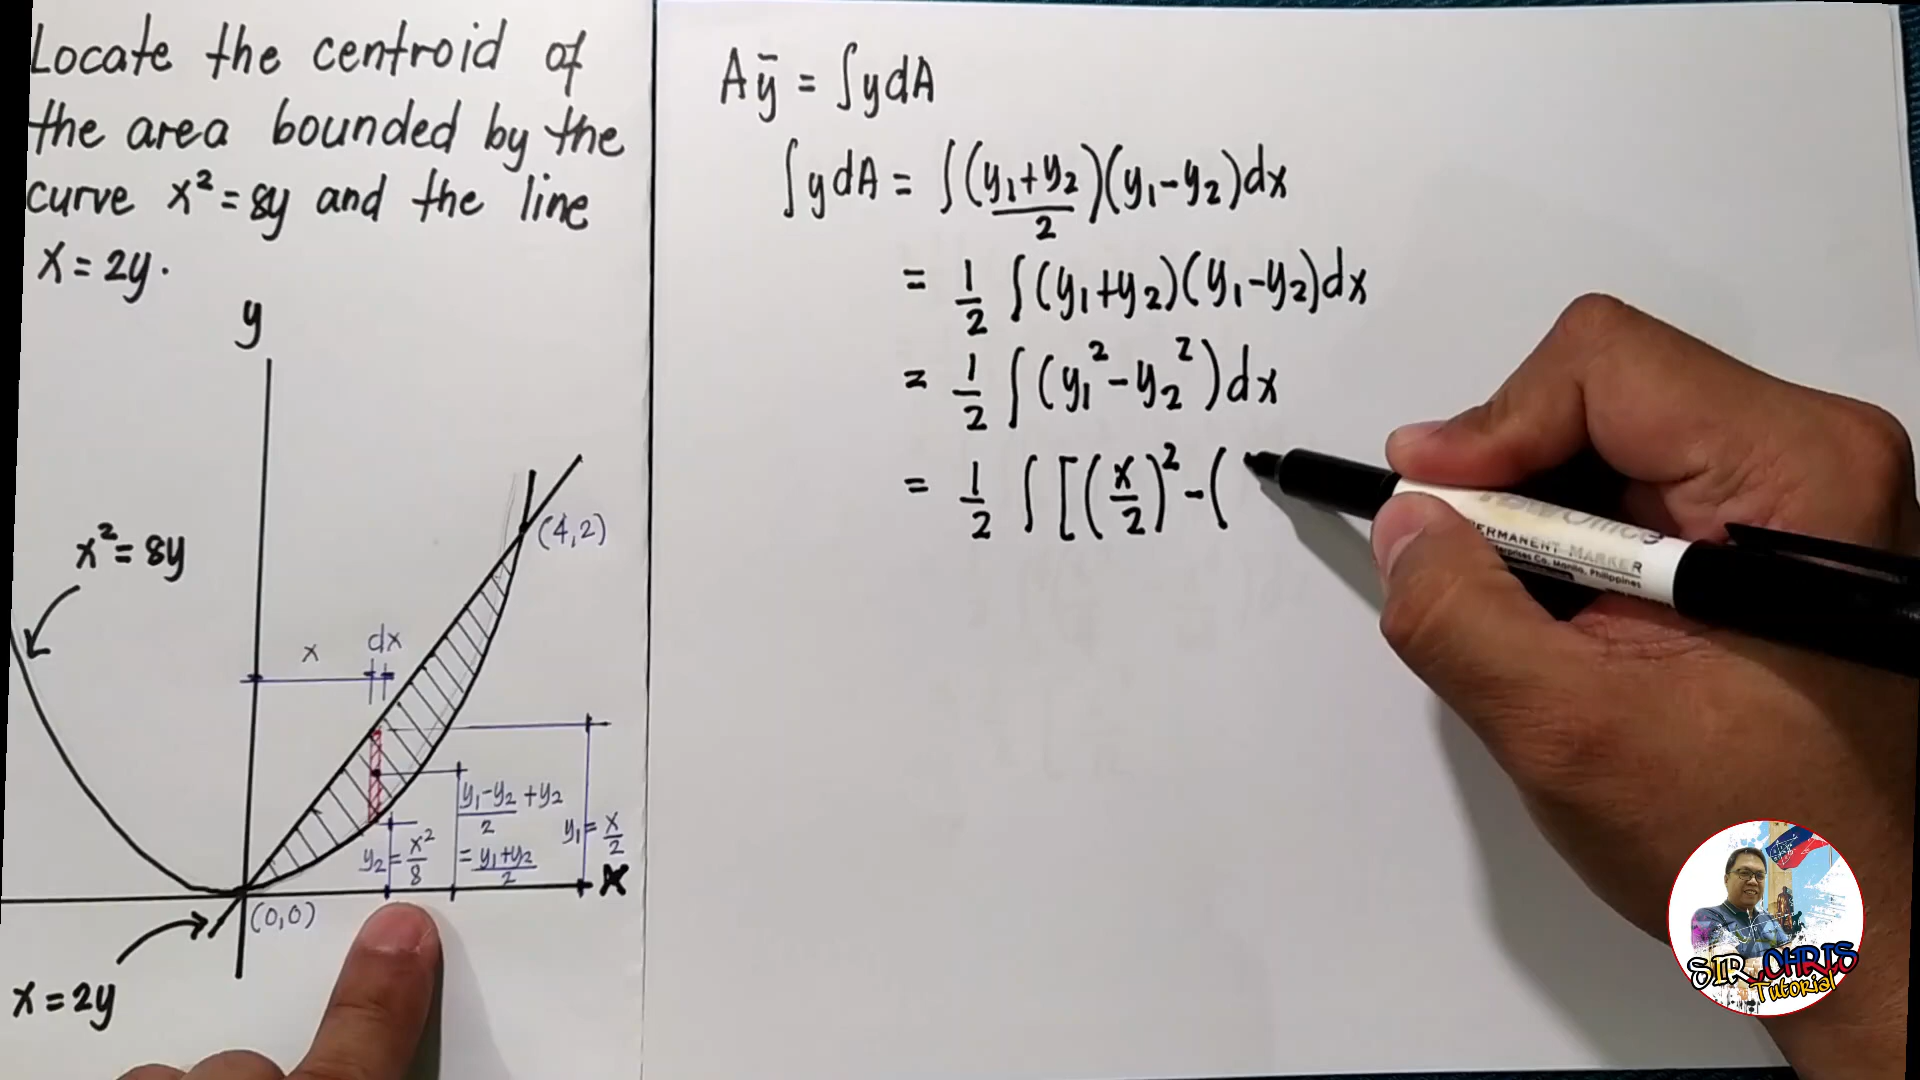 Locate the centroid of
the area bounded by the
curve x² = 8y and the line
x = 2y.
y
x² = 8y
(4,2)
x
dx
y₁-y₂/2 + y₂
= y₁+y₂/2
y₁ = x/2
y₂ = x²/8
x
(0,0)
x = 2y
Aȳ = ∫ydA
∫ydA = ∫(y₁+y₂/2)(y₁-y₂)dx
= 1/2 ∫(y₁+y₂)(y₁-y₂)dx
= 1/2 ∫(y₁²-y₂²)dx
= 1/2 ∫[(x/2)²-(
PERMANENT MARKER
SIR CHRIS
Tutorial